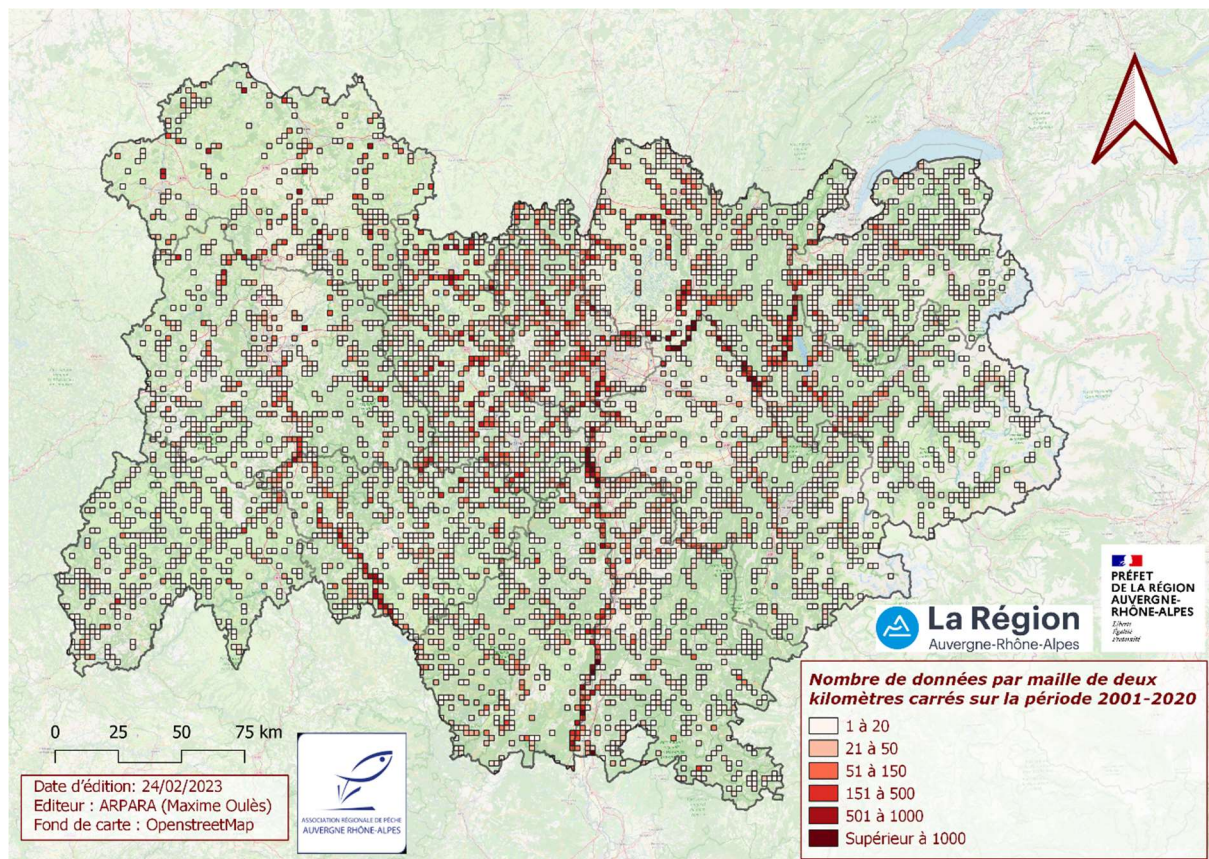 PRÉFET
DE LA RÉGION
AUVERGNE-
RHÔNE-ALPES
Liberté
Égalité
Fraternité
La Région
Auvergne-Rhône-Alpes
Nombre de données par maille de deux
kilomètres carrés sur la période 2001-2020
1 à 20
21 à 50
51 à 150
151 à 500
501 à 1000
Supérieur à 1000
0 25 50 75 km
Date d'édition: 24/02/2023
Editeur : ARPARA (Maxime Oulès)
Fond de carte : OpenstreetMap
ASSOCIATION RÉGIONALE DE PÊCHE
AUVERGNE RHÔNE-ALPES